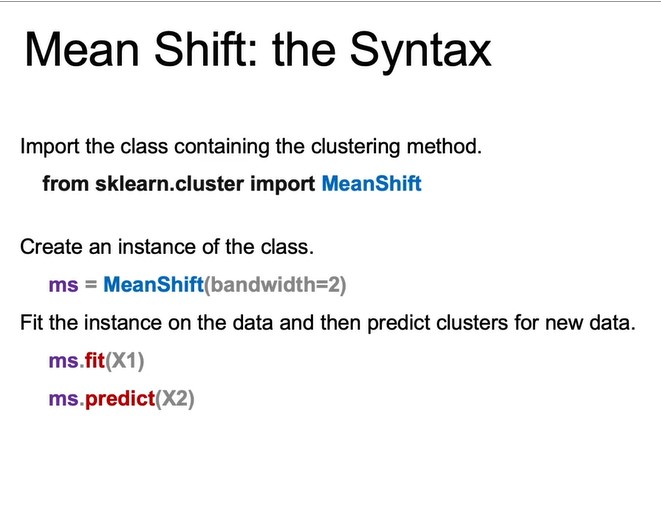 Mean Shift: the Syntax
Import the class containing the clustering method.
from sklearn.cluster import MeanShift
Create an instance of the class.
ms = MeanShift(bandwidth=2)
Fit the instance on the data and then predict clusters for new data.
ms.fit(X1)
ms.predict(X2)